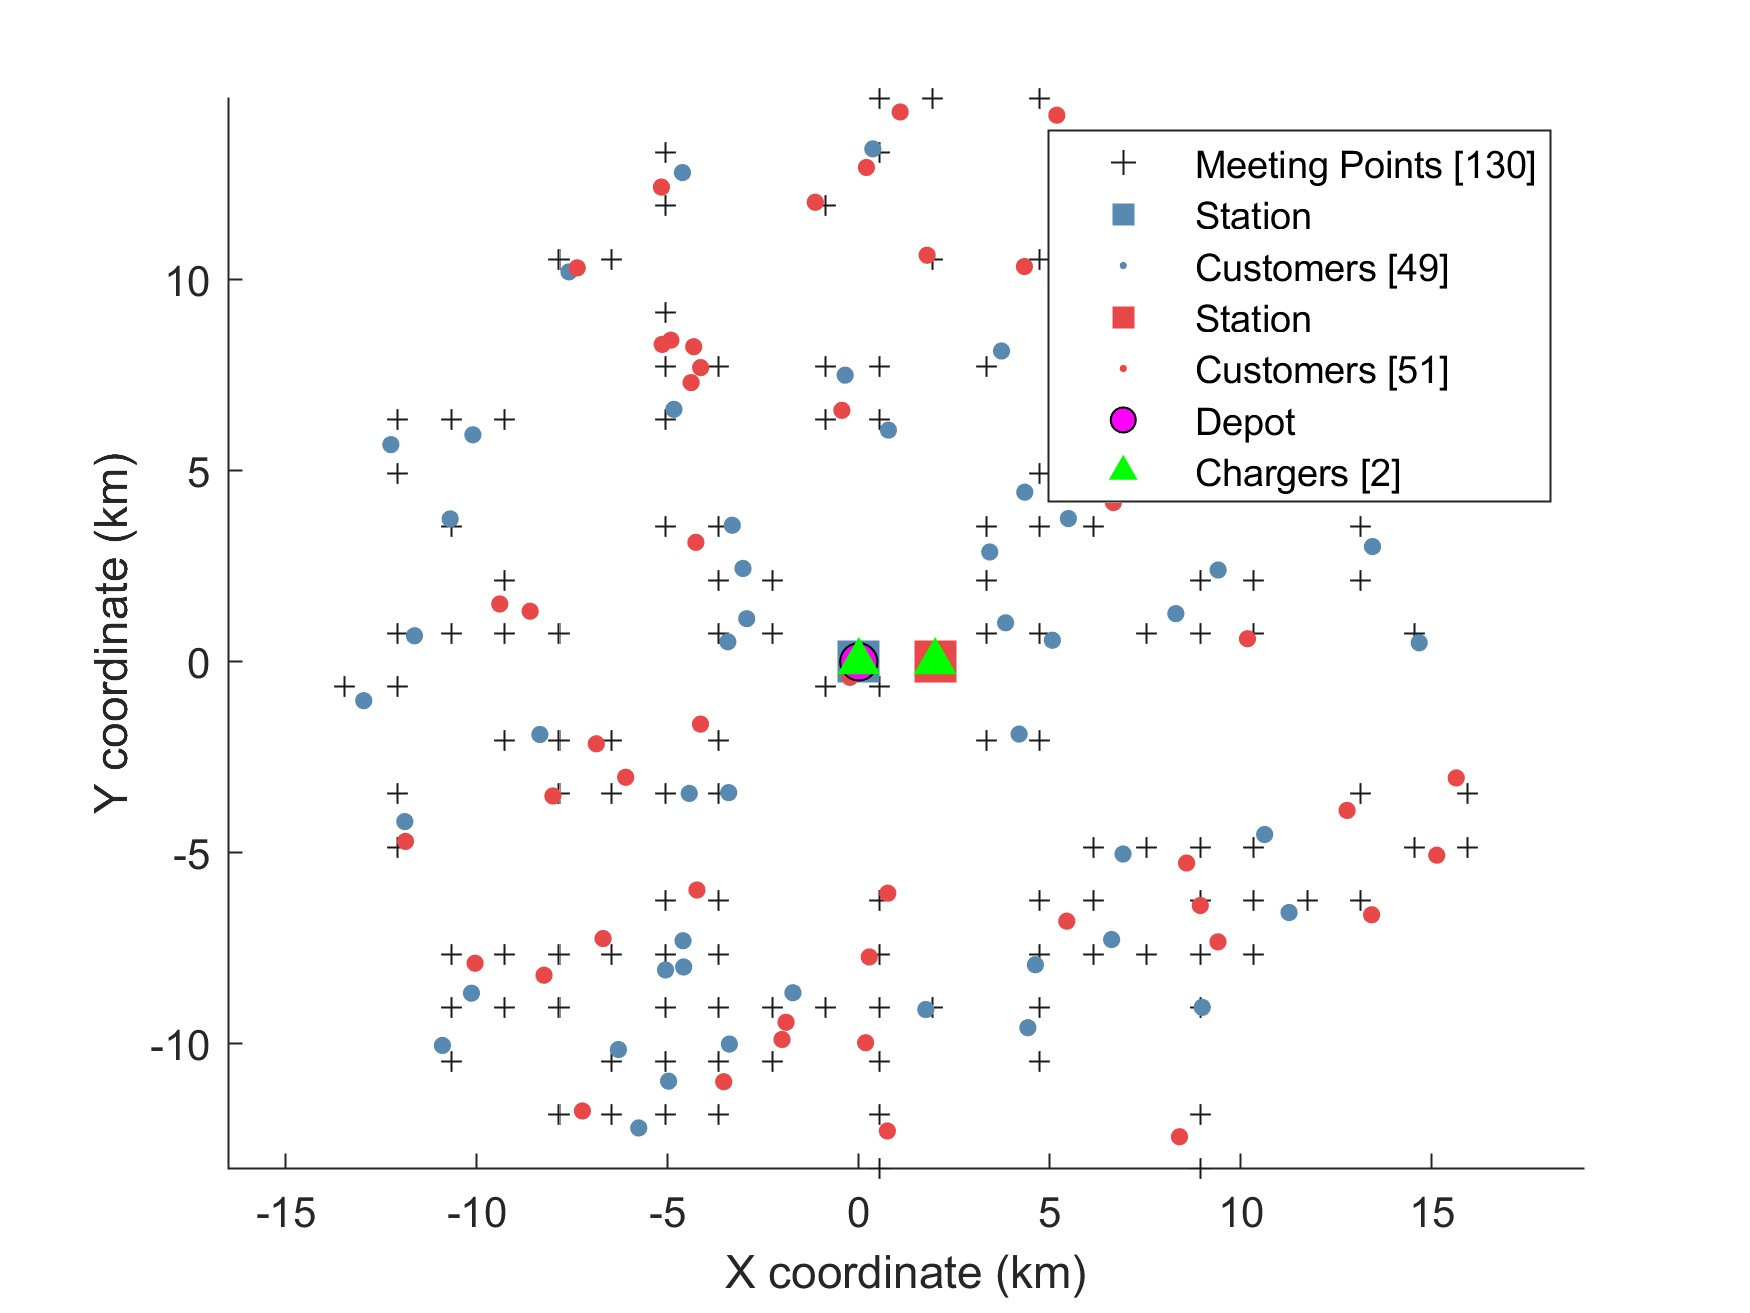 Meeting Points [130]
Station
Customers [49]
Station
Customers [51]
Depot
Chargers [2]
10
5
0
-5
-10
Y coordinate (km)
-15 -10 -5 0 5 10 15
X coordinate (km)